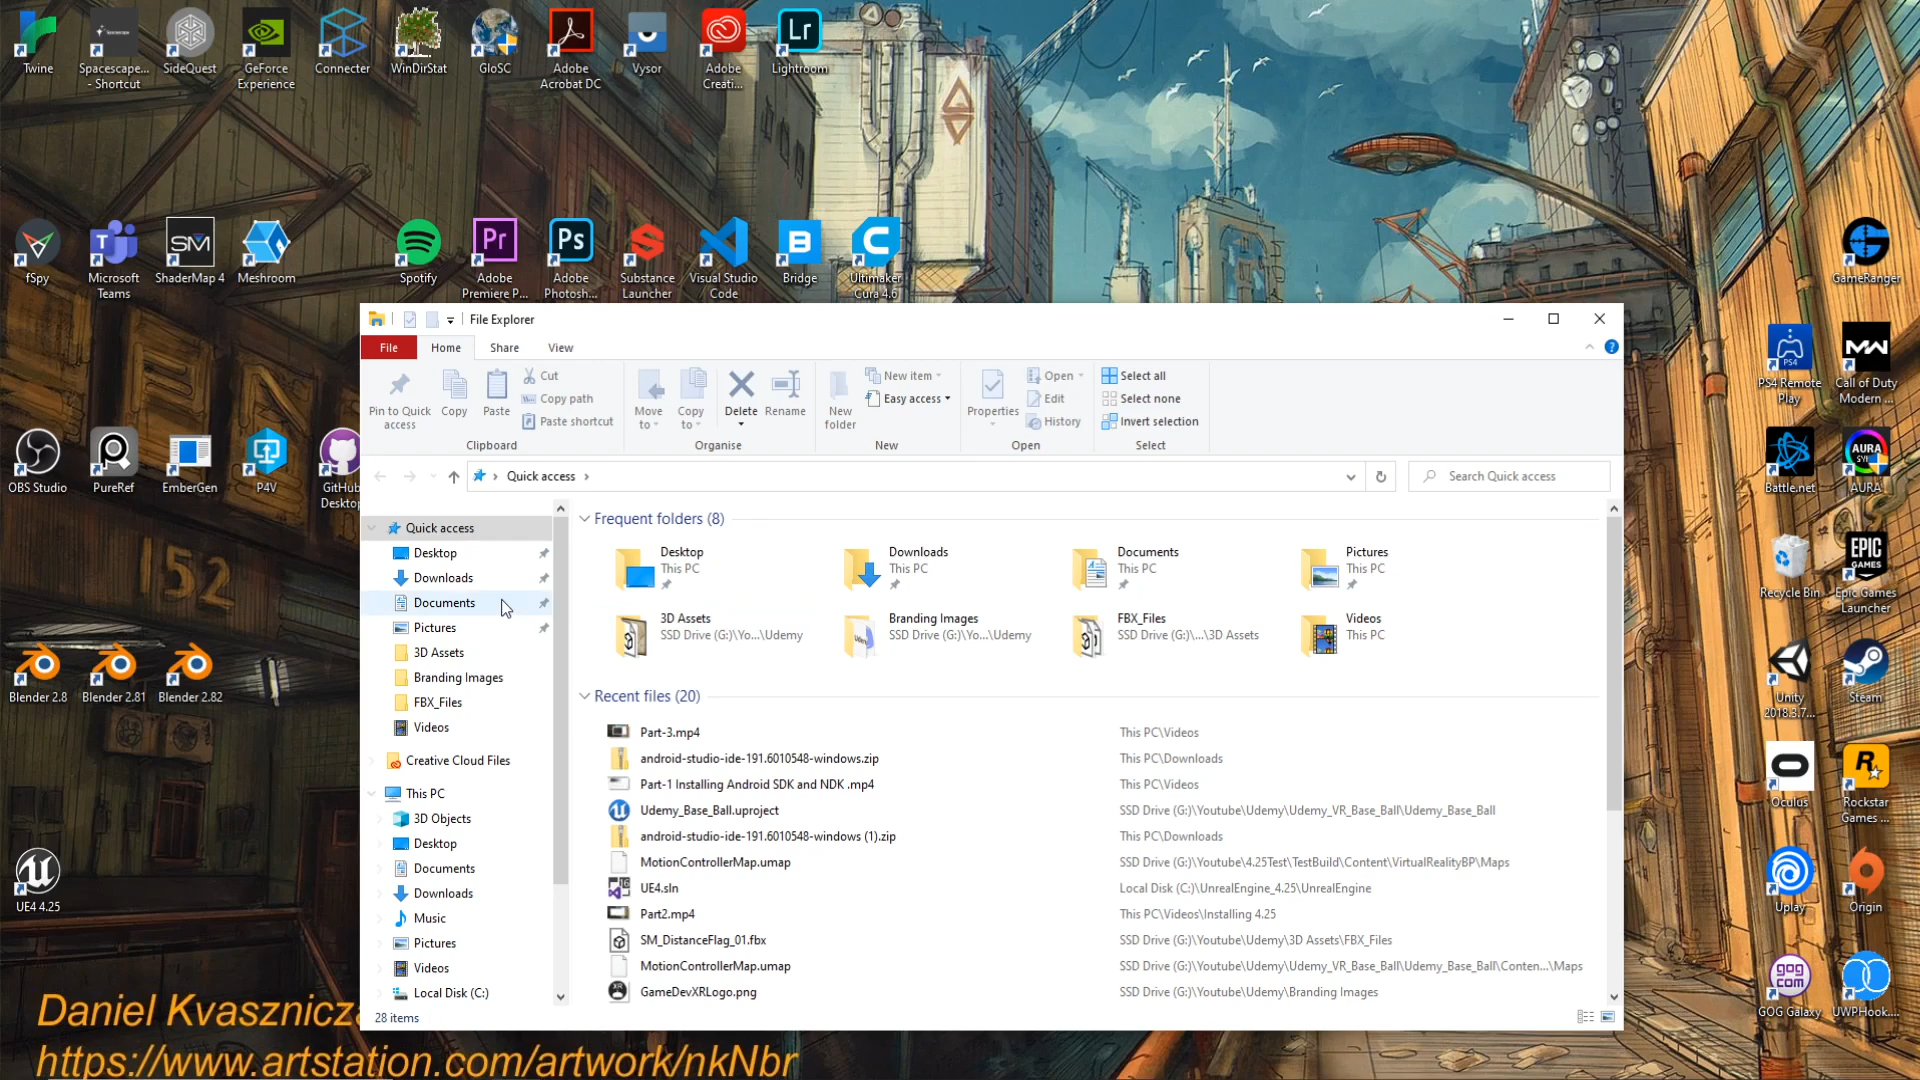 Twine
Spacescape...
- Shortcut
SideQuest
GeForce
Experience
Connecter
WinDirStat
GloSC
Adobe
Acrobat DC
Vysor
Adobe
Creati...
Lr
Lightroom
fSpy
Microsoft
Teams
SM
ShaderMap 4
Meshroom
Spotify
Pr
Adobe
Premiere P...
Ps
Adobe
Photosh...
Substance
Launcher
Visual Studio
Code
B
Bridge
Ultimaker
Cura 4.6
GameRanger
PS4
PS4 Remote
Play
MW
Call of Duty
Modern ...
OBS Studio
PureRef
EmberGen
P4V
GitHub
Desktop
Battle.net
AURA
AURA
Recycle Bin
EPIC
GAMES
Epic Games
Launcher
152
Blender 2.8
Blender 2.81
Blender 2.82
Unity
2018.3.7...
Steam
Oculus
Rockstar
Games ...
UE4 4.25
Uplay
Origin
gog
com
GOG Galaxy
UWPHook....
File Explorer
File
Home
Share
View
Pin to Quick
access
Copy
Paste
Cut
Copy path
Paste shortcut
Clipboard
Move
to
Copy
to
Delete
Rename
Organise
New
folder
New item
Easy access
New
Properties
Open
Edit
History
Open
Select all
Select none
Invert selection
Select
Quick access
Search Quick access
Quick access
Desktop
Downloads
Documents
Pictures
3D Assets
Branding Images
FBX_Files
Videos
Creative Cloud Files
This PC
3D Objects
Desktop
Documents
Downloads
Music
Pictures
Videos
Local Disk (C:)
Frequent folders (8)
Desktop
This PC
Downloads
This PC
Documents
This PC
Pictures
This PC
3D Assets
SSD Drive (G:)\Yo...\Udemy
Branding Images
SSD Drive (G:)\Yo...\Udemy
FBX_Files
SSD Drive (G:)\...\3D Assets
Videos
This PC
Recent files (20)
Part-3.mp4 This PC\Videos
android-studio-ide-191.6010548-windows.zip This PC\Downloads
Part-1 Installing Android SDK and NDK .mp4 This PC\Videos
Udemy_Base_Ball.uproject SSD Drive (G:)\Youtube\Udemy\Udemy_VR_Base_Ball\Udemy_Base_Ball
android-studio-ide-191.6010548-windows (1).zip This PC\Downloads
MotionControllerMap.umap SSD Drive (G:)\Youtube\4.25Test\TestBuild\Content\VirtualRealityBP\Maps
UE4.sln Local Disk (C:)\UnrealEngine_4.25\UnrealEngine
Part2.mp4 This PC\Videos\Installing 4.25
SM_DistanceFlag_01.fbx SSD Drive (G:)\Youtube\Udemy\3D Assets\FBX_Files
MotionControllerMap.umap SSD Drive (G:)\Youtube\Udemy\Udemy_VR_Base_Ball\Udemy_Base_Ball\Conten...\Maps
GameDevXRLogo.png SSD Drive (G:)\Youtube\Udemy\Branding Images
28 items
Daniel Kvasznicza
https://www.artstation.com/artwork/nkNbr